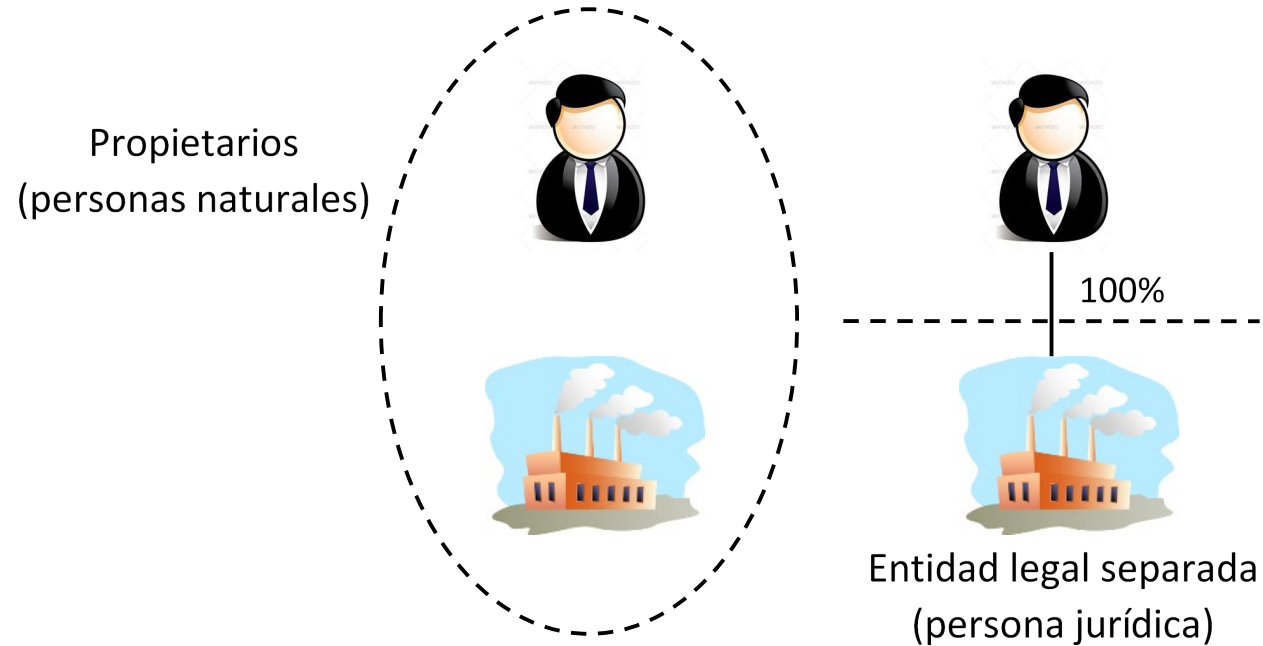 Propietarios
(personas naturales)
100%
Entidad legal separada
(persona jurídica)